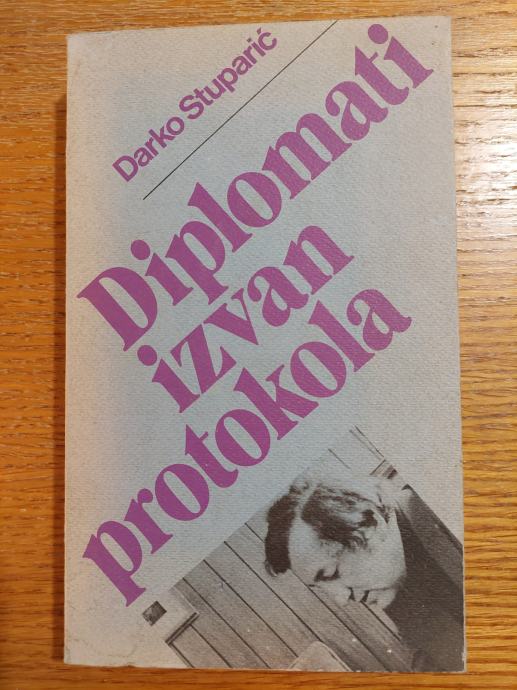 Darko Stuparić
Diplomati
izvan
protokola